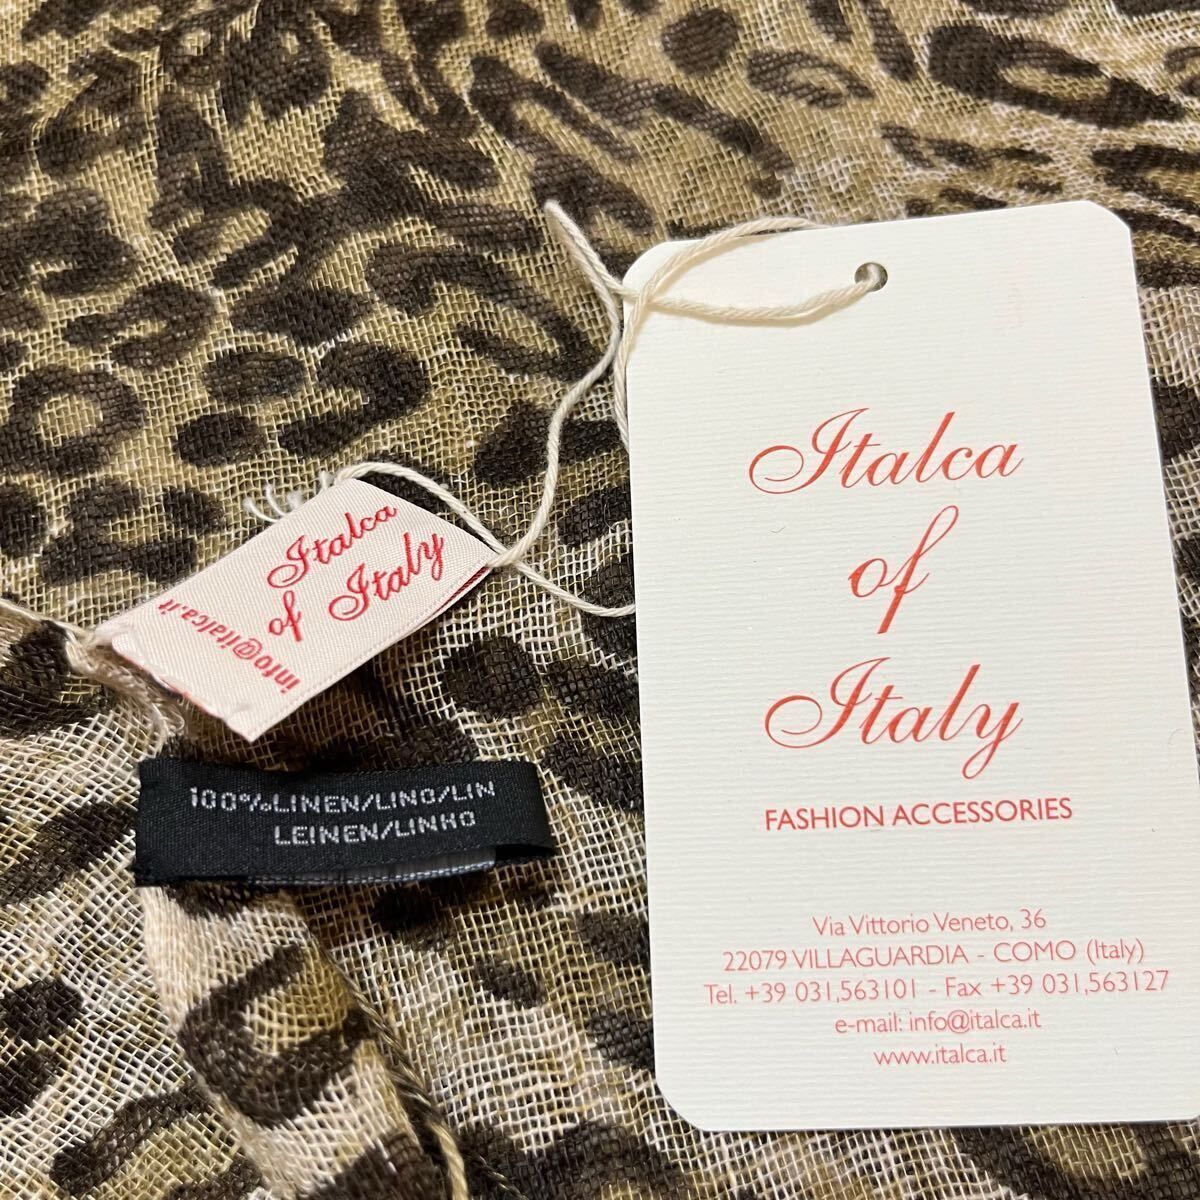 Italca
of
Italy
FASHION ACCESSORIES
Via Vittorio Veneto, 36
22079 VILLAGUARDIA - COMO (Italy)
Tel. +39 031,563101 - Fax +39 031,563127
e-mail: info@italca.it
www.italca.it
Italca
of Italy
info@italca.it
100%LINEN/LINO/LIN
LEINEN/LINHO